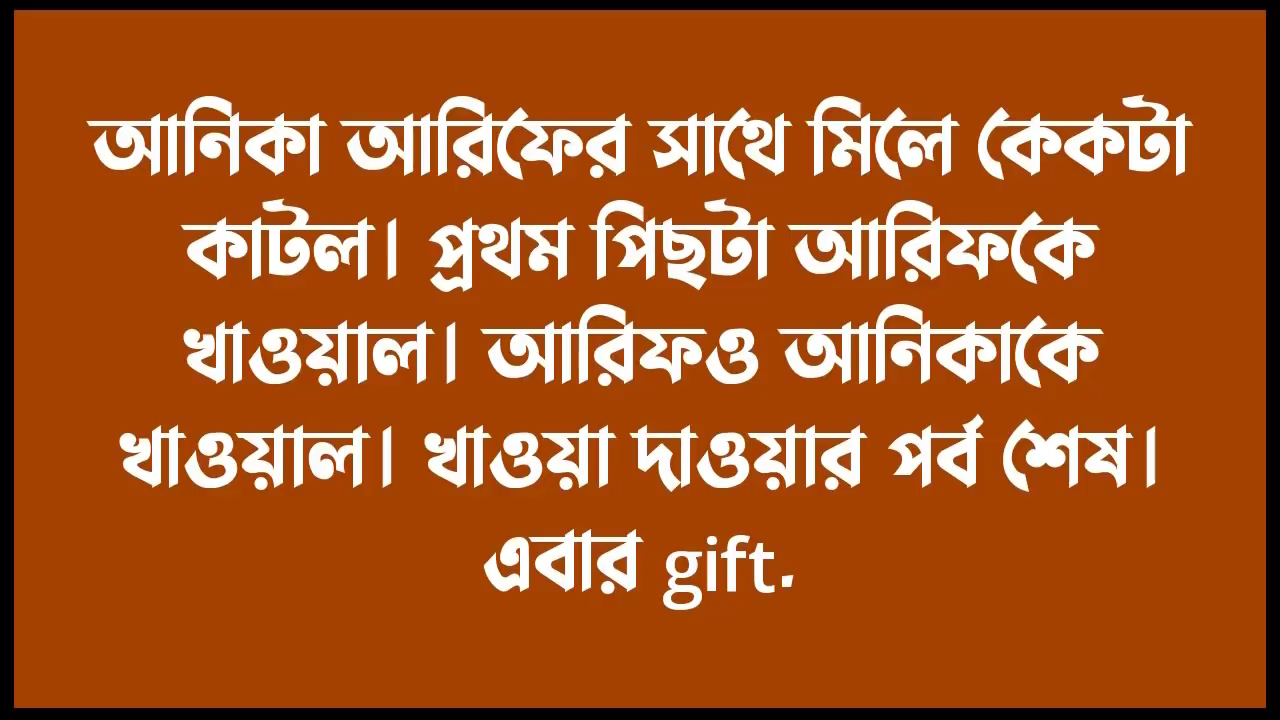 আনিকা আরিফের সাথে মিলে কেকটা
কাটল। প্রথম পিছটা আরিফকে
খাওয়াল। আরিফও আনিকাকে
খাওয়াল। খাওয়া দাওয়ার পর্ব শেষ।
এবার gift.